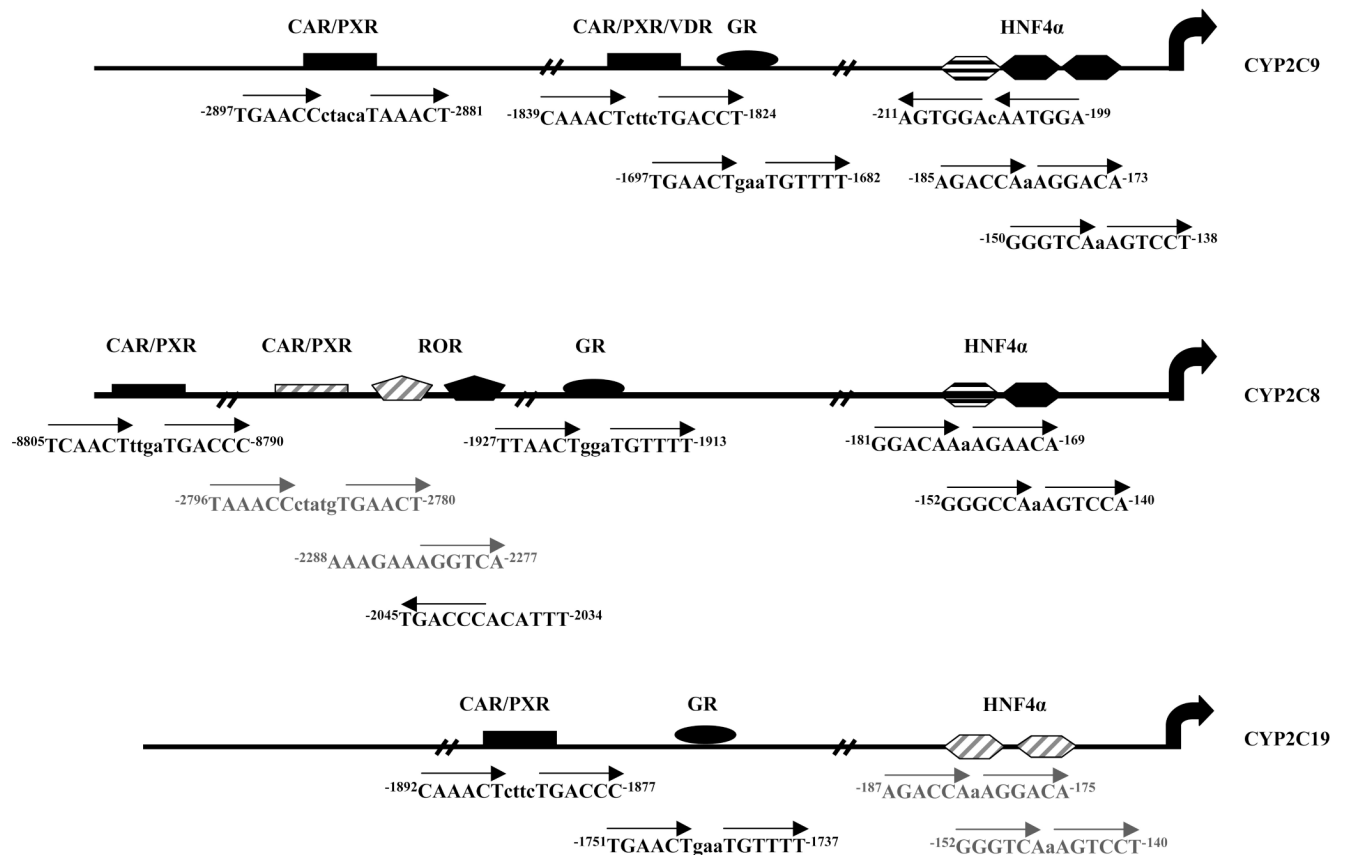 CAR/PXR CAR/PXR/VDR GR HNF4α
CYP2C9
-2897TGAACCctacaTAAACT-2881 -1839CAAACTcttcTGACCT-1824 -211AGTGGAcAATGGA-199
-1697TGAACTgaaTGTTTT-1682 -185AGACCAaAGGACA-173
-150GGGTCAaAGTCCT-138
CAR/PXR CAR/PXR ROR GR HNF4α
CYP2C8
-8805TCAACTttgaTGACCC-8790 -1927TTAACTggaTGTTTT-1913 -181GGACAAaAGAACA-169
-2796TAAACCctatgTGAACT-2780 -152GGGCCAaAGTCCA-140
-2288AAAGAAAGGTCA-2277
-2045TGACCCACATTT-2034
CAR/PXR GR HNF4α
CYP2C19
-1892CAAACTcttcTGACCC-1877 -187AGACCAaAGGACA-175
-1751TGAACTgaaTGTTTT-1737 -152GGGTCAaAGTCCT-140